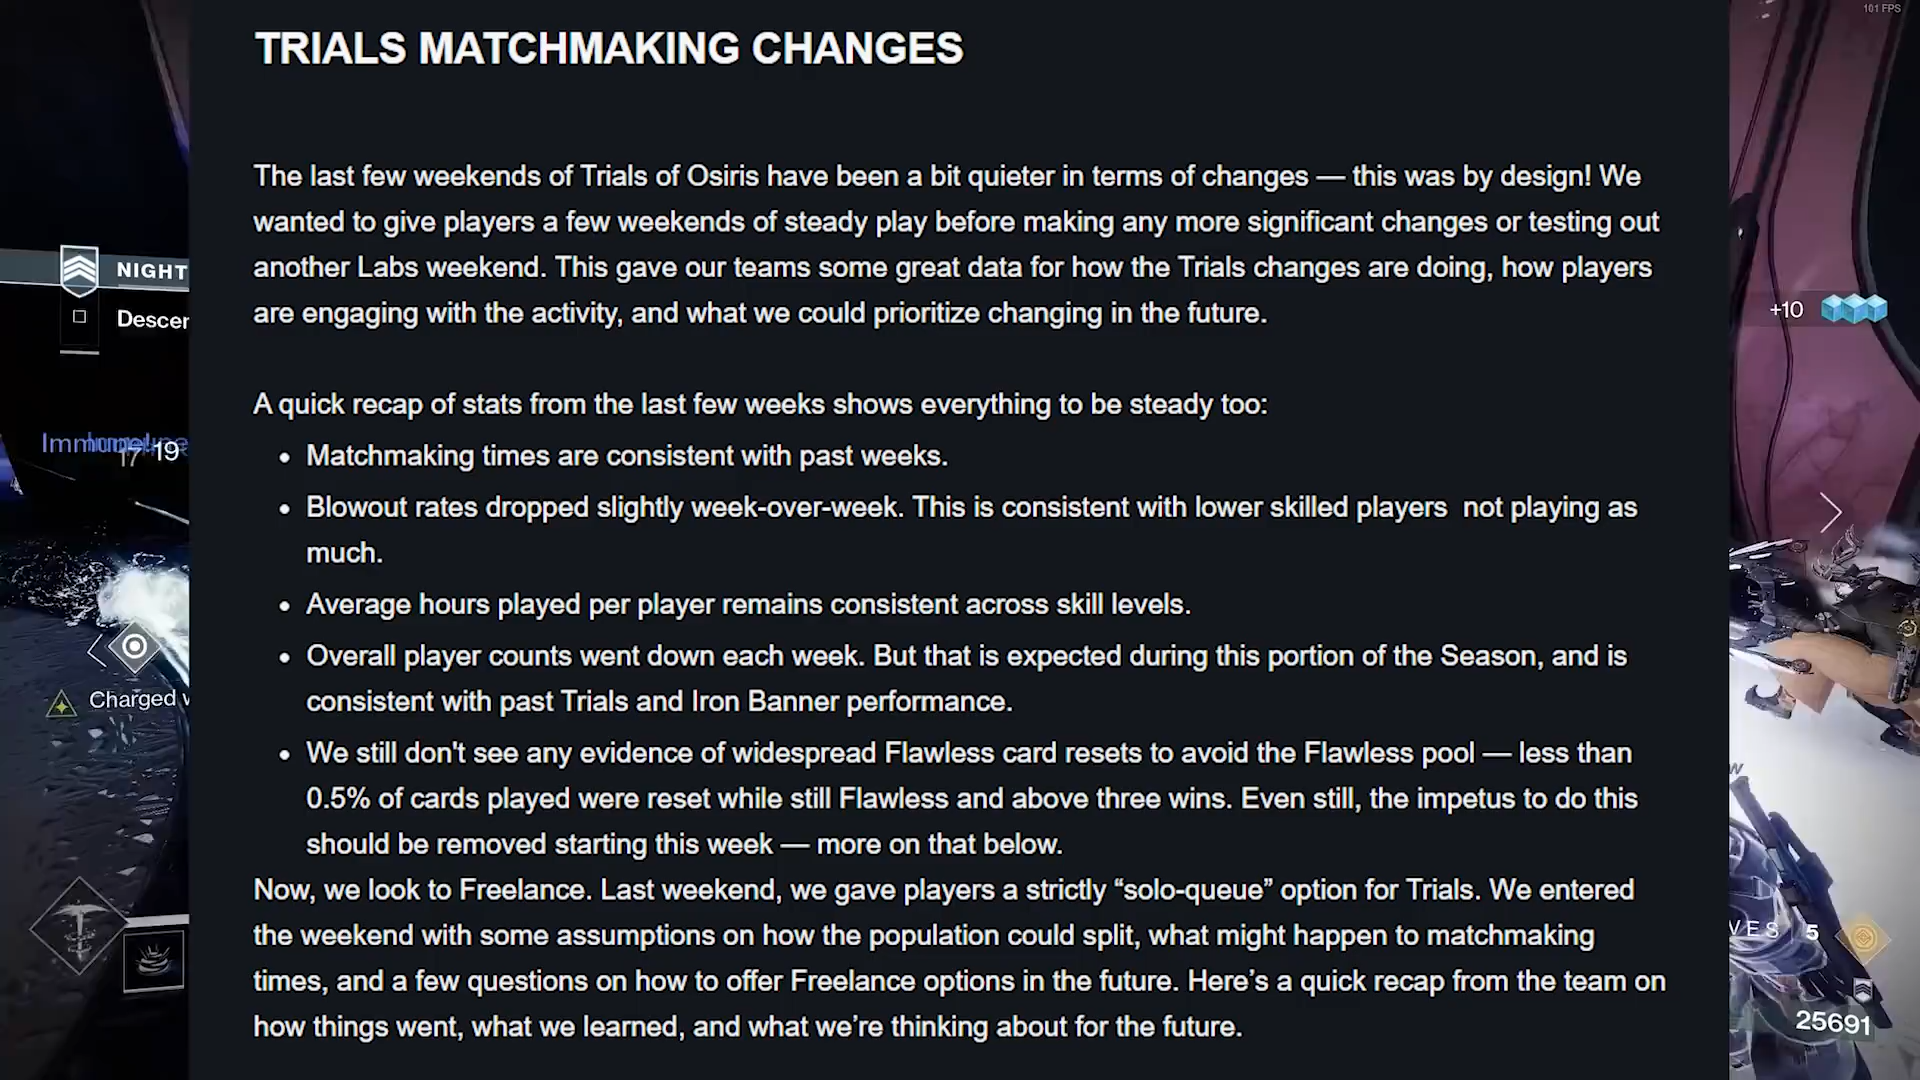 101 FPS
TRIALS MATCHMAKING CHANGES
The last few weekends of Trials of Osiris have been a bit quieter in terms of changes — this was by design! We
wanted to give players a few weekends of steady play before making any more significant changes or testing out
another Labs weekend. This gave our teams some great data for how the Trials changes are doing, how players
are engaging with the activity, and what we could prioritize changing in the future.
A quick recap of stats from the last few weeks shows everything to be steady too:
• Matchmaking times are consistent with past weeks.
• Blowout rates dropped slightly week-over-week. This is consistent with lower skilled players  not playing as
much.
• Average hours played per player remains consistent across skill levels.
• Overall player counts went down each week. But that is expected during this portion of the Season, and is
consistent with past Trials and Iron Banner performance.
• We still don't see any evidence of widespread Flawless card resets to avoid the Flawless pool — less than
0.5% of cards played were reset while still Flawless and above three wins. Even still, the impetus to do this
should be removed starting this week — more on that below.
Now, we look to Freelance. Last weekend, we gave players a strictly “solo-queue” option for Trials. We entered
the weekend with some assumptions on how the population could split, what might happen to matchmaking
times, and a few questions on how to offer Freelance options in the future. Here’s a quick recap from the team on
how things went, what we learned, and what we’re thinking about for the future.
NIGHT
Descen
Immune!
19
Charged
+10
VES 5
25691